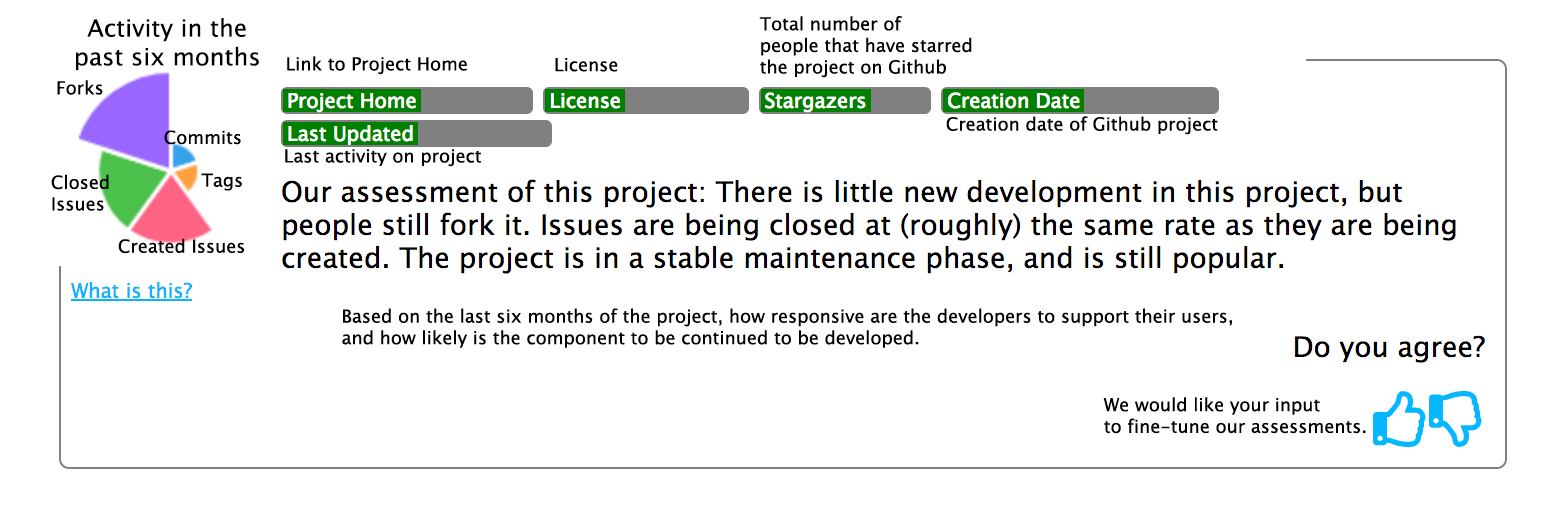 Activity in the
past six months
Forks
Commits
Closed
Issues
Tags
Created Issues
What is this?
Link to Project Home
License
Total number of
people that have starred
the project on Github
Project Home
License
Stargazers
Creation Date
Creation date of Github project
Last Updated
Last activity on project
Our assessment of this project: There is little new development in this project, but
people still fork it. Issues are being closed at (roughly) the same rate as they are being
created. The project is in a stable maintenance phase, and is still popular.
Based on the last six months of the project, how responsive are the developers to support their users,
and how likely is the component to be continued to be developed.
Do you agree?
We would like your input
to fine-tune our assessments.